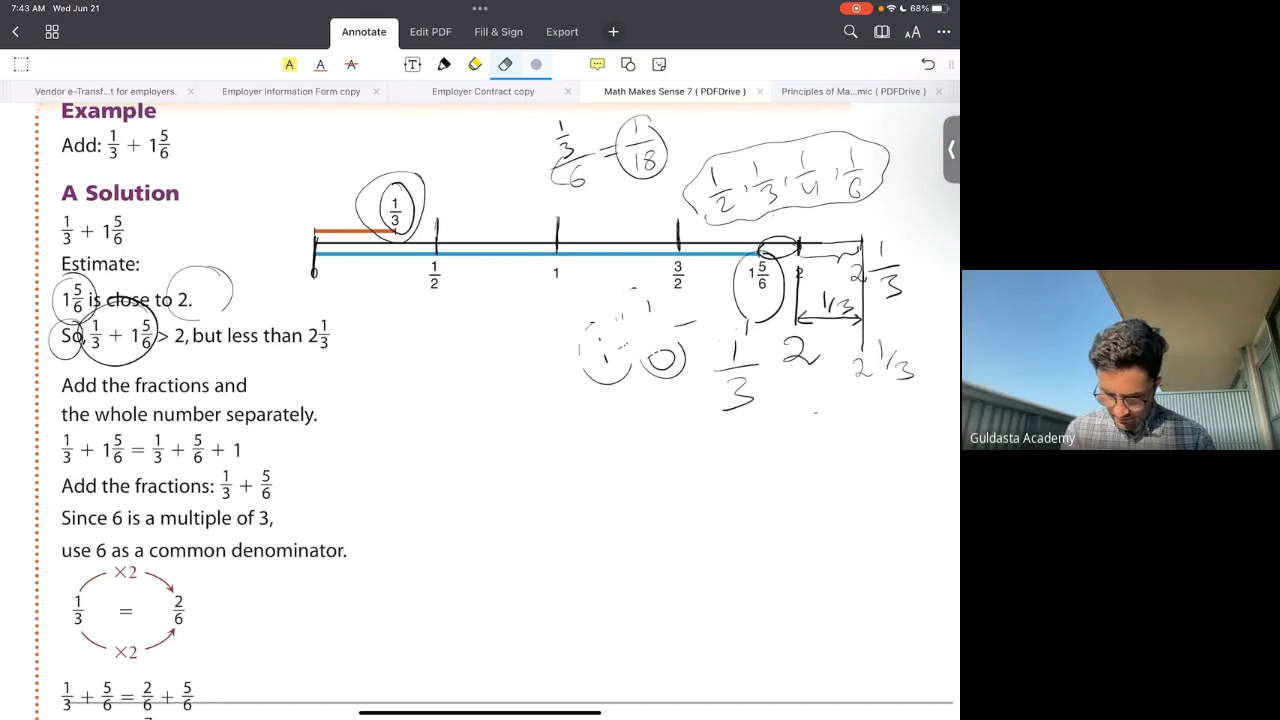 7:43 AM Wed Jun 21
68%
Annotate Edit PDF Fill & Sign Export
Vendor e-Transf...t for employers.
Employer Information Form copy
Employer Contract copy
Math Makes Sense 7 ( PDFDrive )
Principles of Ma...mic ( PDFDrive )
Example
Add: 1/3 + 1 5/6
A Solution
1/3 + 1 5/6
Estimate:
1 5/6 is close to 2.
So, 1/3 + 1 5/6 > 2, but less than 2 1/3
Add the fractions and
the whole number separately.
1/3 + 1 5/6 = 1/3 + 5/6 + 1
Add the fractions: 1/3 + 5/6
Since 6 is a multiple of 3,
use 6 as a common denominator.
×2
1/3 = 2/6
×2
1/3 + 5/6 = 2/6 + 5/6
1/3/6 = 1/18
1/2, 1/3, 1/4, 1/6
1/3
0 1/2 1 3/2 1 5/6 2 2 1/3
1/3
1/3 2 2 1/3
Guldasta Academy